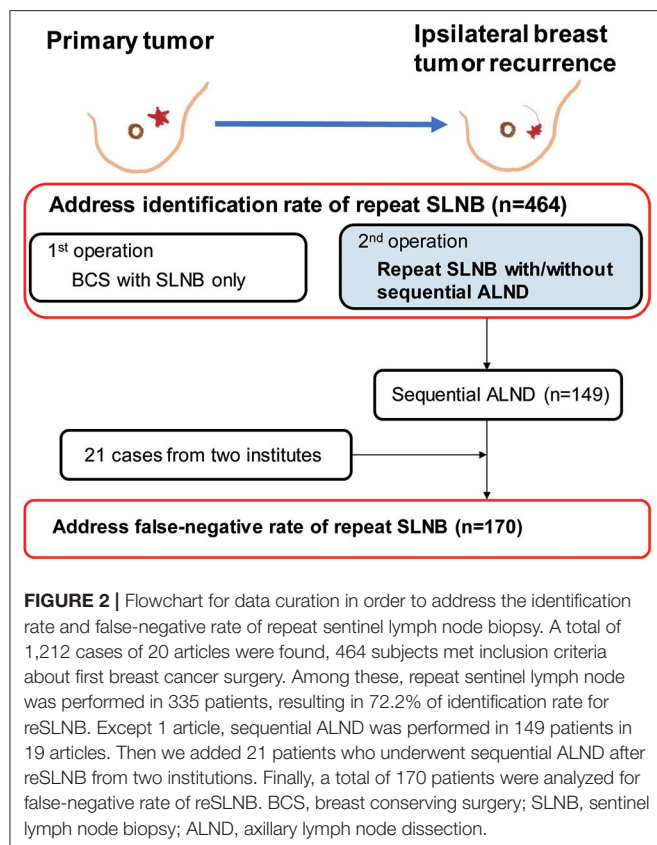 Primary tumor
Ipsilateral breast
tumor recurrence
Address identification rate of repeat SLNB (n=464)
1st operation
BCS with SLNB only
2nd operation
Repeat SLNB with/without
sequential ALND
Sequential ALND (n=149)
21 cases from two institutes
Address false-negative rate of repeat SLNB (n=170)
FIGURE 2 | Flowchart for data curation in order to address the identification
rate and false-negative rate of repeat sentinel lymph node biopsy. A total of
1,212 cases of 20 articles were found, 464 subjects met inclusion criteria
about first breast cancer surgery. Among these, repeat sentinel lymph node
was performed in 335 patients, resulting in 72.2% of identification rate for
reSLNB. Except 1 article, sequential ALND was performed in 149 patients in
19 articles. Then we added 21 patients who underwent sequential ALND after
reSLNB from two institutions. Finally, a total of 170 patients were analyzed for
false-negative rate of reSLNB. BCS, breast conserving surgery; SLNB, sentinel
lymph node biopsy; ALND, axillary lymph node dissection.